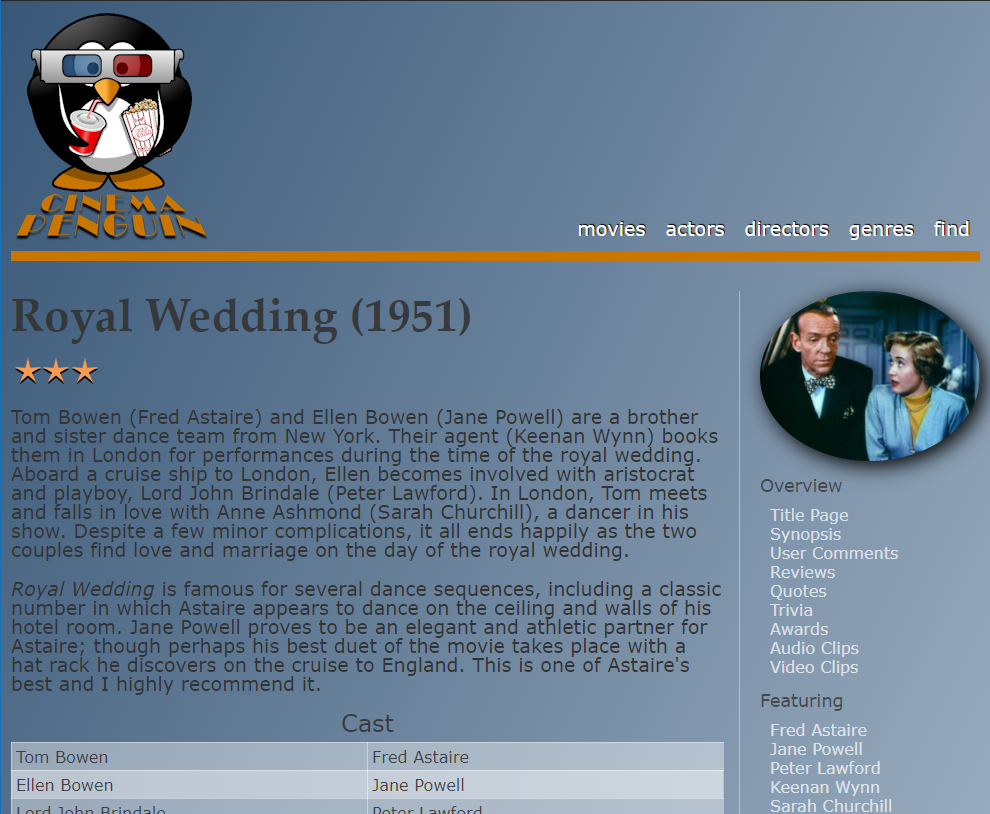 CINEMA
PENGUIN
movies actors directors genres find
Royal Wedding (1951)
Tom Bowen (Fred Astaire) and Ellen Bowen (Jane Powell) are a brother
and sister dance team from New York. Their agent (Keenan Wynn) books
them in London for performances during the time of the royal wedding.
Aboard a cruise ship to London, Ellen becomes involved with aristocrat
and playboy, Lord John Brindale (Peter Lawford). In London, Tom meets
and falls in love with Anne Ashmond (Sarah Churchill), a dancer in his
show. Despite a few minor complications, it all ends happily as the two
couples find love and marriage on the day of the royal wedding.
Royal Wedding is famous for several dance sequences, including a classic
number in which Astaire appears to dance on the ceiling and walls of his
hotel room. Jane Powell proves to be an elegant and athletic partner for
Astaire; though perhaps his best duet of the movie takes place with a
hat rack he discovers on the cruise to England. This is one of Astaire's
best and I highly recommend it.
Cast
Tom Bowen Fred Astaire
Ellen Bowen Jane Powell
Lord John Brindale Peter Lawford
Overview
Title Page
Synopsis
User Comments
Reviews
Quotes
Trivia
Awards
Audio Clips
Video Clips
Featuring
Fred Astaire
Jane Powell
Peter Lawford
Keenan Wynn
Sarah Churchill